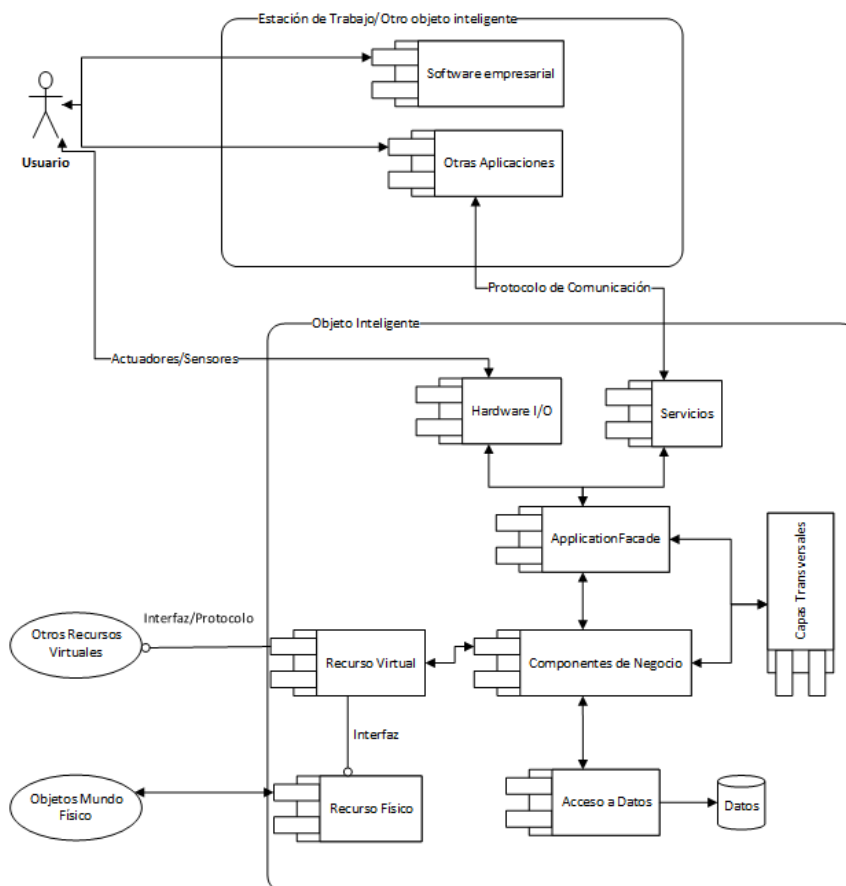 Estación de Trabajo/Otro objeto inteligente
Software empresarial
Usuario
Otras Aplicaciones
Protocolo de Comunicación
Objeto Inteligente
Actuadores/Sensores
Hardware I/O
Servicios
ApplicationFacade
Capas Transversales
Interfaz/Protocolo
Otros Recursos
Virtuales
Recurso Virtual
Componentes de Negocio
Interfaz
Objetos Mundo
Físico
Recurso Físico
Acceso a Datos
Datos